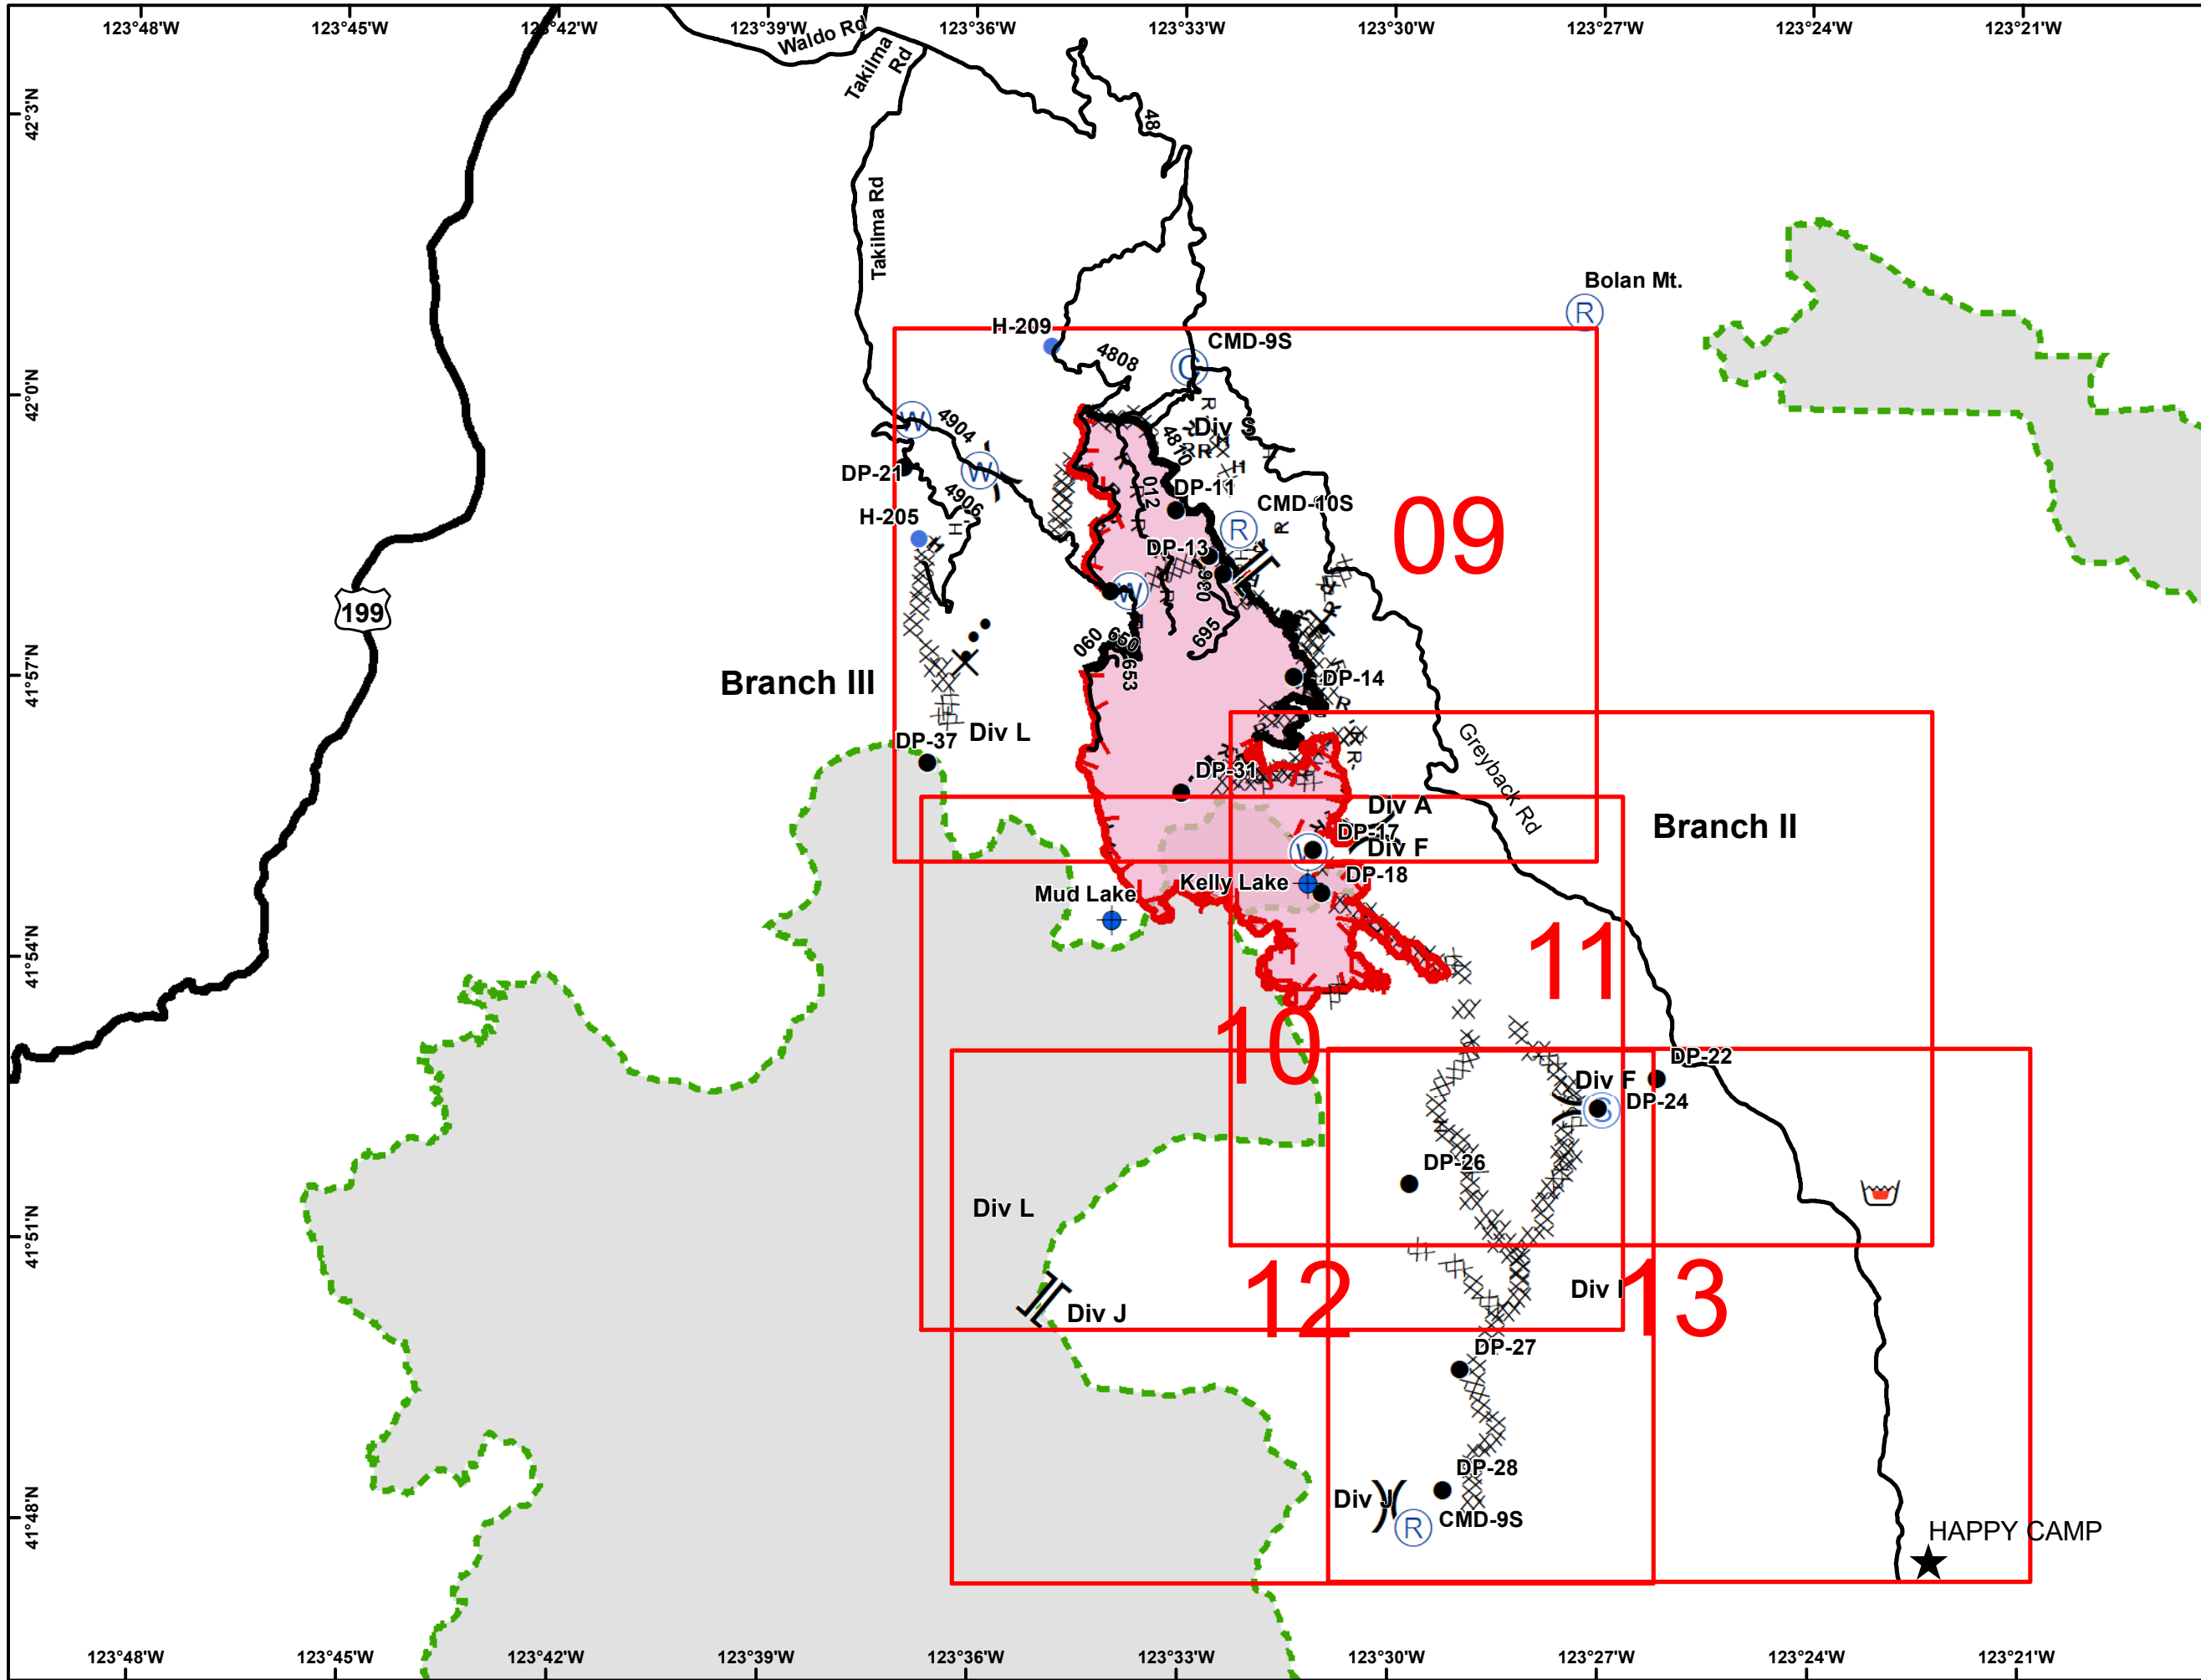 123°48'W
123°45'W
123°42'W
123°39'W
123°36'W
123°33'W
123°30'W
123°27'W
123°24'W
123°21'W
Waldo Rd
Takilma
Rd
42°3'N
48
Takilma Rd
Bolan Mt.
R
H-209
CMD-9S
C
4808
42°0'N
W
4904
Div S
4810
W
DP-21
4906
012
DP-11
CMD-10S
R
H-205
09
DP-13
W
199
695
060
650
653
41°57'N
Branch III
DP-14
Div L
DP-37
Greyback Rd
DP-31
Div A
DP-17
Branch II
W
Div F
DP-18
Kelly Lake
Mud Lake
41°54'N
11
10
DP-22
Div F
DP-24
S
DP-26
Div L
41°51'N
12
Div I
13
Div J
DP-27
DP-28
Div J
CMD-9S
R
41°48'N
HAPPY CAMP
123°48'W
123°45'W
123°42'W
123°39'W
123°36'W
123°33'W
123°30'W
123°27'W
123°24'W
123°21'W